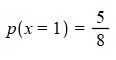 p(x = 1) = 5/8